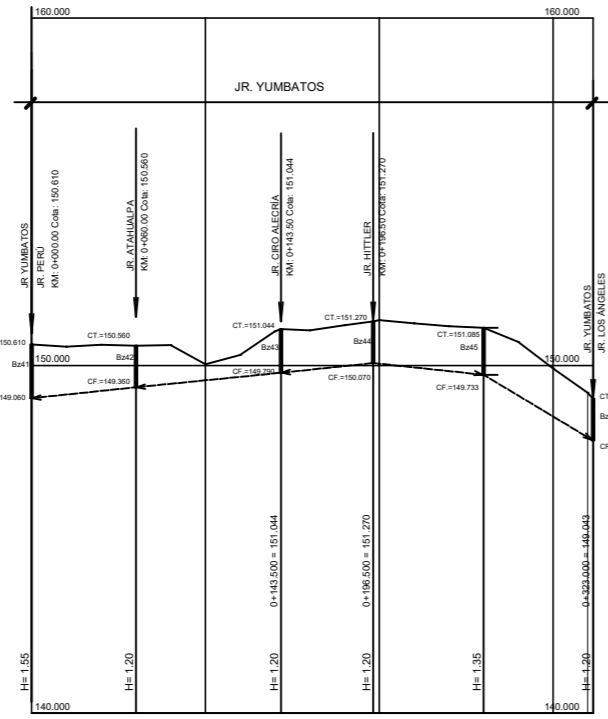 160.000
160.000
JR. YUMBATOS
JR YUMBATOS
JR. PERÚ
KM: 0+000.00 Cota: 150.610
JR. ATAHUALPA
KM: 0+060.00 Cota: 150.560
JR. CIRO ALECRÍA
KM: 0+143.50 Cota: 151.044
JR. HITTLER
KM: 0+196.50 Cota: 151.270
JR. YUMBATOS
JR. LOS ÁNGELES
150.610
CT.=150.560
CT.=151.044
CT.=151.270
CT.=151.085
Bz41
Bz42
Bz43
Bz44
Bz45
150.000
150.000
CT
Bz
CF
149.060
CF.=149.360
CF.=149.790
CF.=150.070
CF.=149.733
0+143.500 = 151.044
0+196.500 = 151.270
0+323.000 = 149.043
H= 1.55
H= 1.20
H= 1.20
H= 1.20
H= 1.35
H= 1.20
140.000
140.000